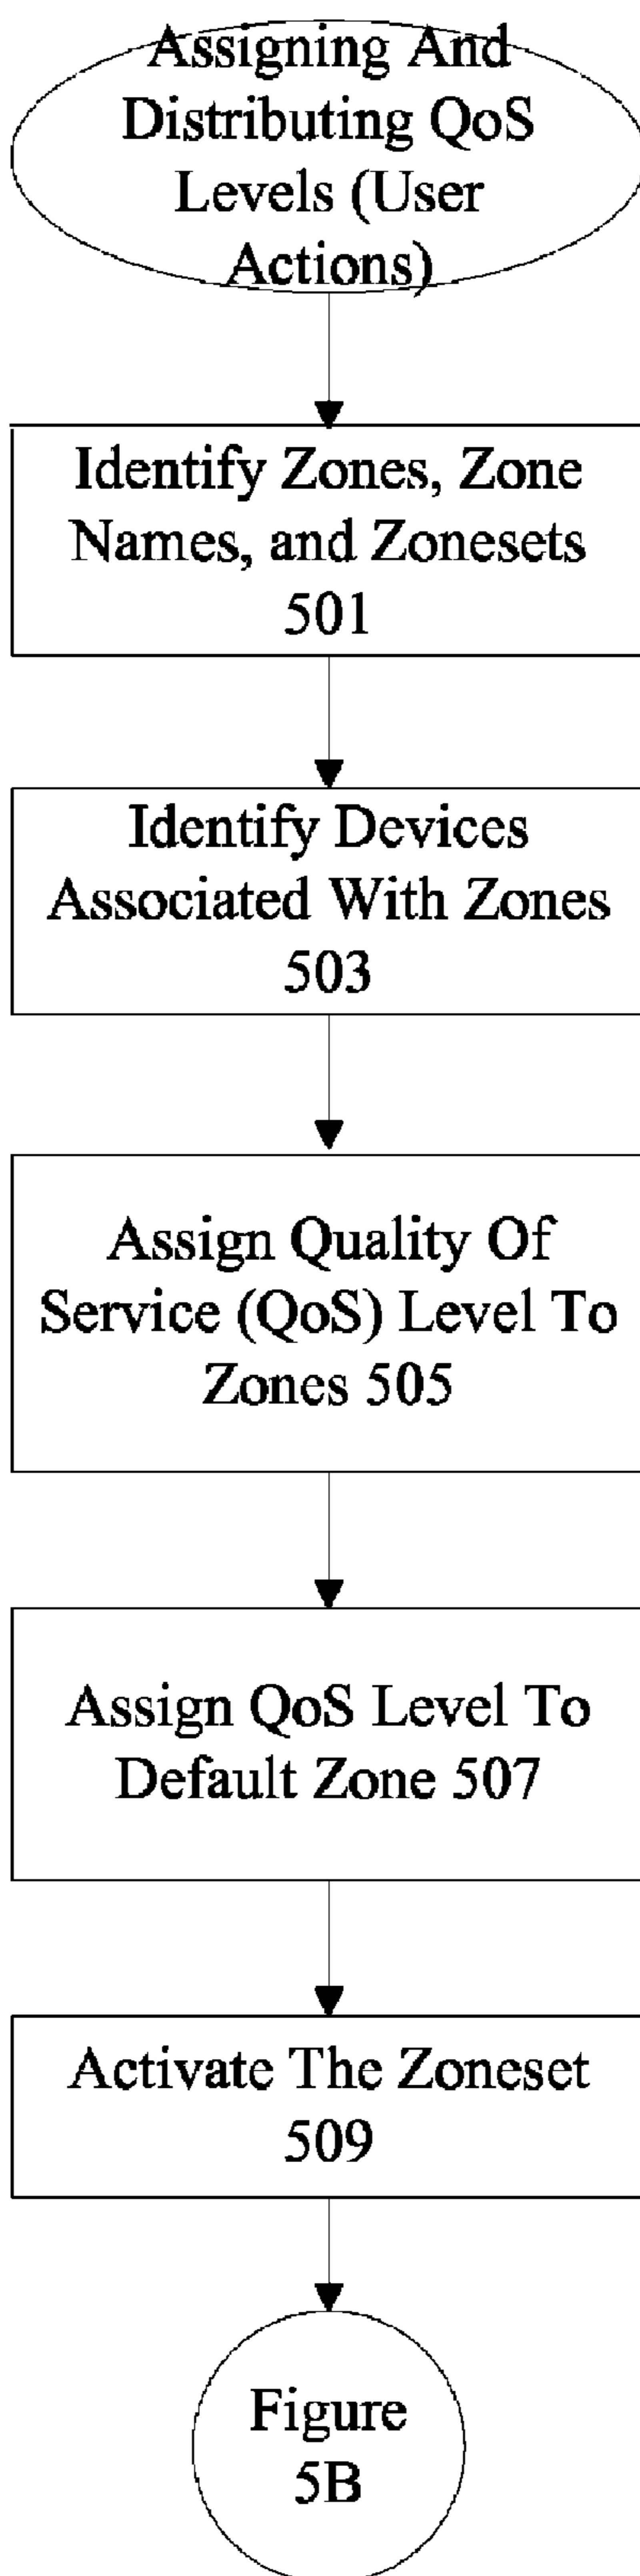 Assigning And
Distributing QoS
Levels (User
Actions)
Identify Zones, Zone
Names, and Zonesets
501
Identify Devices
Associated With Zones
503
Assign Quality Of
Service (QoS) Level To
Zones 505
Assign QoS Level To
Default Zone 507
Activate The Zoneset
509
Figure
5B